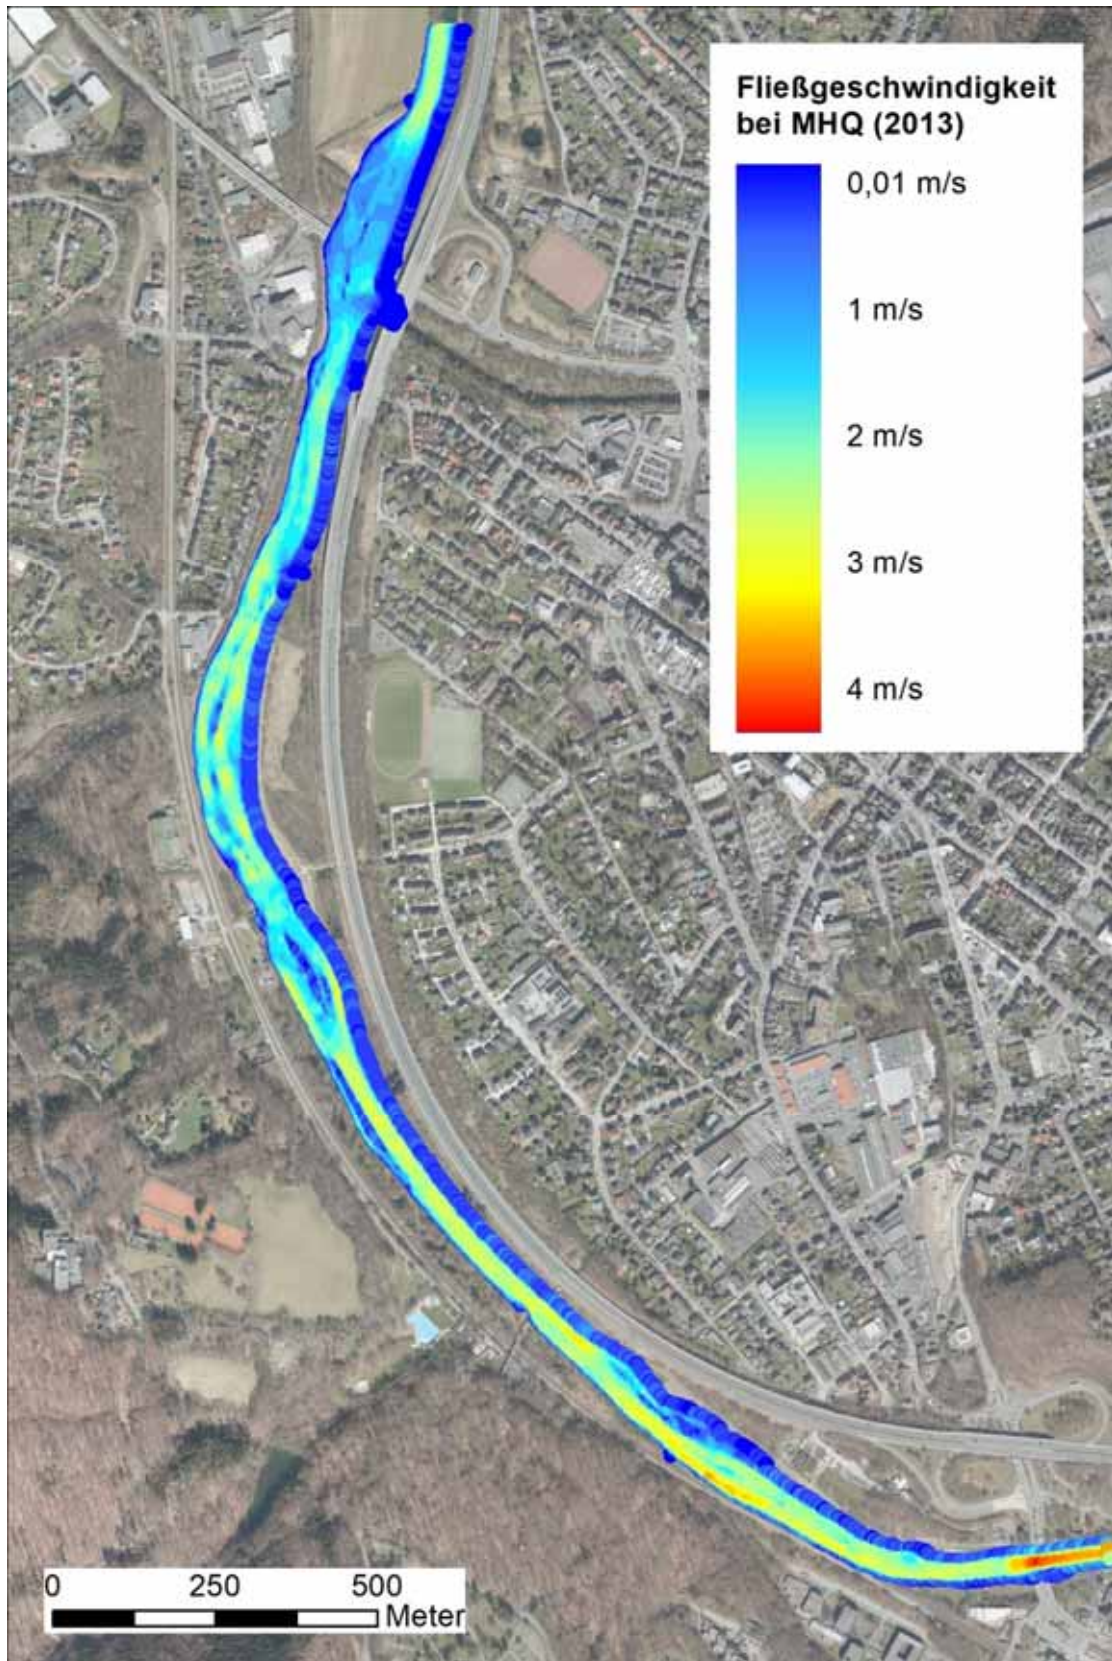 Fließgeschwindigkeit
bei MHQ (2013)
0,01 m/s
1 m/s
2 m/s
3 m/s
4 m/s
0 250 500
Meter